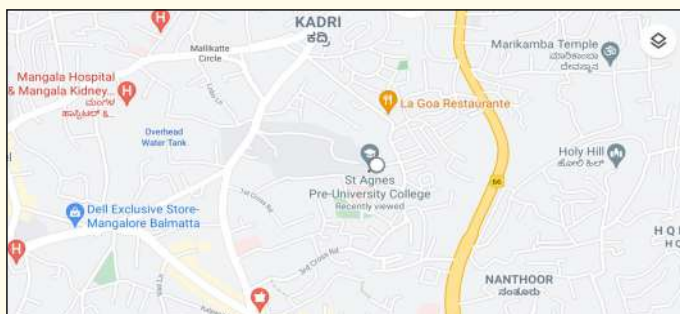 KADRI
ಕದ್ರಿ
Mallikatte
Circle
Marikamba Temple
ಮಾರಿಕಾಂಬಾ
ದೇವಸ್ಥಾನ
Mangala Hospital
& Mangala Kidney...
ಮಂಗಳ
ಹಾಸ್ಪಿಟಲ್ &..
La Goa Restaurante
Overhead
Water Tank
Holy Hill
ಹೋಲಿ ಹಿಲ್
St Agnes
Pre-University College
Recently viewed
66
1st Cross Rd
Dell Exclusive Store-
Mangalore Balmatta
3rd Cross Rd
NANTHOOR
ನಂತೂರು